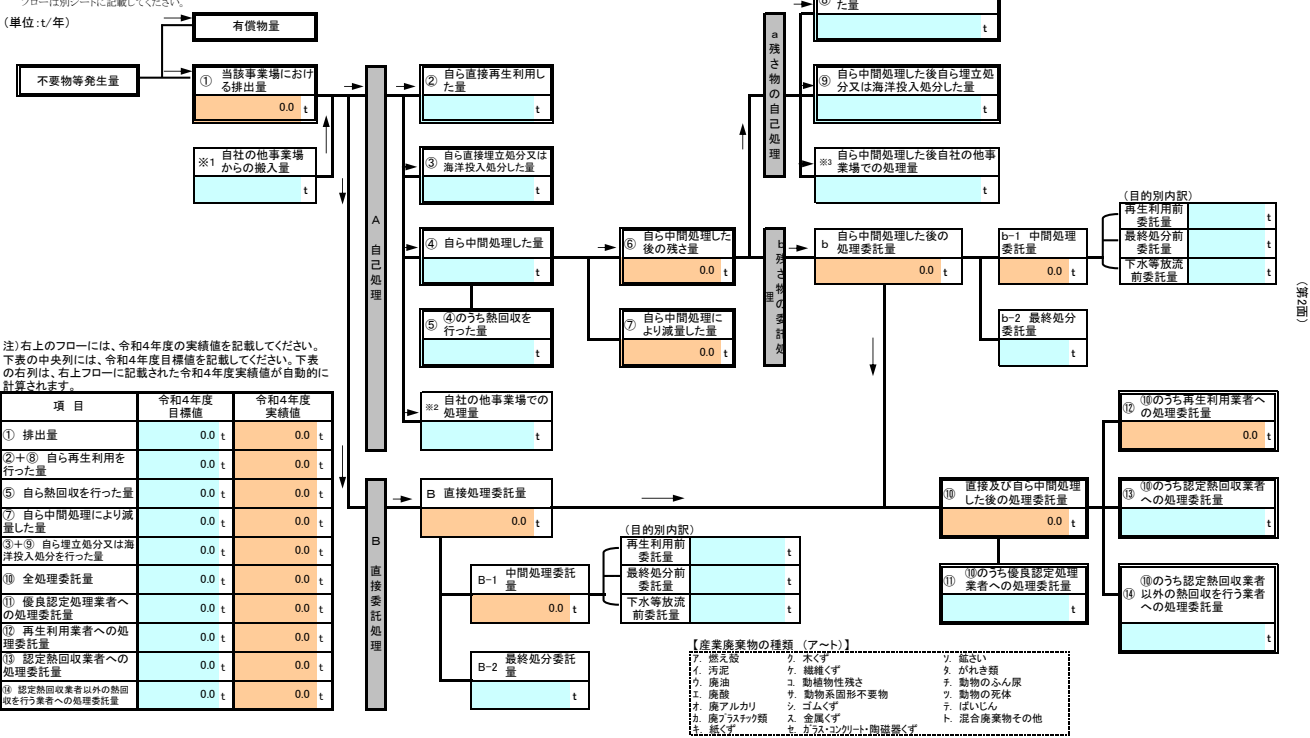 フローは別シートに記載してください。
(単位:t/年)
有償物量
不要物等発生量
① 当該事業場におけ
る排出量
0.0 t
※1 自社の他事業場
からの搬入量
t
A 自己処理
② 自ら直接再生利用し
た量
t
③ 自ら直接埋立処分又は
海洋投入処分した量
t
④ 自ら中間処理した量
t
⑤ ④のうち熱回収を
行った量
t
※2 自社の他事業場での
処理量
t
⑥ 自ら中間処理した
後の残さ量
0.0 t
⑦ 自ら中間処理に
より減量した量
0.0 t
a 残さ物の自己処理
⑧
た量
t
⑨ 自ら中間処理した後自ら埋立処
分又は海洋投入処分した量
t
※3 自ら中間処理した後自社の他事
業場での処理量
t
b 残さ物の委託処
理
b 自ら中間処理した後の
処理委託量
0.0 t
b-1 中間処理
委託量
0.0 t
b-2 最終処分
委託量
t
(目的別内訳)
再生利用前
委託量
t
最終処分前
委託量
t
下水等放流
前委託量
t
(第2面)
注)右上のフローには、令和4年度の実績値を記載してください。
下表の中央列には、令和4年度目標値を記載してください。下表
の右列は、右上フローに記載された令和4年度実績値が自動的に
計算されます。
項 目 令和4年度
目標値 令和4年度
実績値
① 排出量 0.0 t 0.0 t
②+⑧ 自ら再生利用を
行った量 0.0 t 0.0 t
⑤ 自ら熱回収を行った量 0.0 t 0.0 t
⑦ 自ら中間処理により減
量した量 0.0 t 0.0 t
③+⑨ 自ら埋立処分又は海
洋投入処分を行った量 0.0 t 0.0 t
⑩ 全処理委託量 0.0 t 0.0 t
⑪ 優良認定処理業者へ
の処理委託量 0.0 t 0.0 t
⑫ 再生利用業者への処
理委託量 0.0 t 0.0 t
⑬ 認定熱回収業者への
処理委託量 0.0 t 0.0 t
⑭ 認定熱回収業者以外の熱回
収を行う業者への処理委託量 0.0 t 0.0 t
B 直接委託処理
B 直接処理委託量
0.0 t
B-1 中間処理委託
量
0.0 t
B-2 最終処分委託
量
t
(目的別内訳)
再生利用前
委託量
t
最終処分前
委託量
t
下水等放流
前委託量
t
⑩ 直接及び自ら中間処理
した後の処理委託量
0.0 t
⑪ ⑩のうち優良認定処理
業者への処理委託量
t
⑫ ⑩のうち再生利用業者へ
の処理委託量
0.0 t
⑬ ⑩のうち認定熱回収業者
への処理委託量
t
⑭ ⑩のうち認定熱回収業者
以外の熱回収を行う業者
への処理委託量
t
【産業廃棄物の種類 (ア~ト)】
ア. 燃え殻 ク. 木くず ソ. 鉱さい
イ. 汚泥 ケ. 繊維くず タ. がれき類
ウ. 廃油 コ. 動植物性残さ チ. 動物のふん尿
エ. 廃酸 サ. 動物系固形不要物 ツ. 動物の死体
オ. 廃アルカリ シ. ゴムくず テ. ばいじん
カ. 廃プラスチック類 ス. 金属くず ト. 混合廃棄物その他
キ. 紙くず セ. ガラス・コンクリート・陶磁器くず